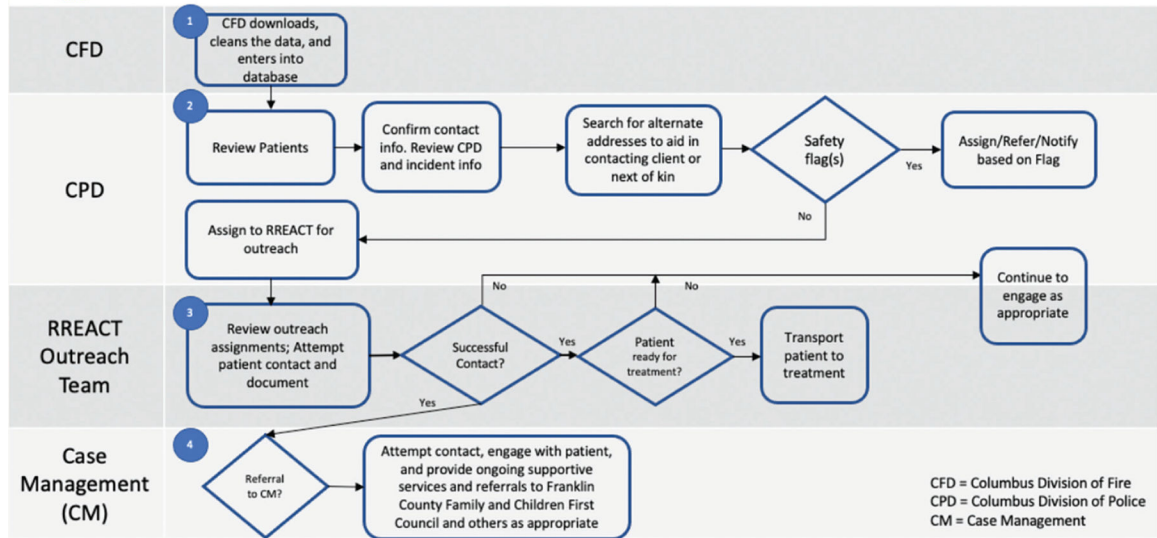 CFD
1
CFD downloads,
cleans the data, and
enters into
database
CPD
2
Review Patients
Confirm contact
info. Review CPD
and incident info
Search for alternate
addresses to aid in
contacting client or
next of kin
Safety
flag(s)
Yes
Assign/Refer/Notify
based on Flag
No
Assign to RREACT for
outreach
RREACT
Outreach
Team
3
Review outreach
assignments; Attempt
patient contact and
document
Successful
Contact?
No
Yes
Patient
ready for
treatment?
No
Yes
Transport
patient to
treatment
Continue to
engage as
appropriate
Yes
Case
Management
(CM)
4
Referral
to CM?
Attempt contact, engage with patient,
and provide ongoing supportive
services and referrals to Franklin
County Family and Children First
Council and others as appropriate
CFD = Columbus Division of Fire
CPD = Columbus Division of Police
CM = Case Management